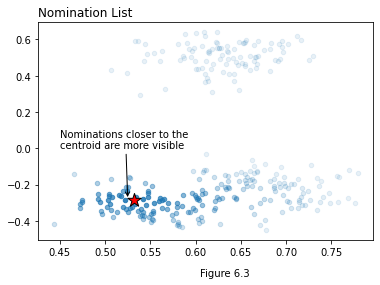 Nomination List
0.6
0.4
0.2
0.0
−0.2
−0.4
Nominations closer to the
centroid are more visible
0.45 0.50 0.55 0.60 0.65 0.70 0.75
Figure 6.3